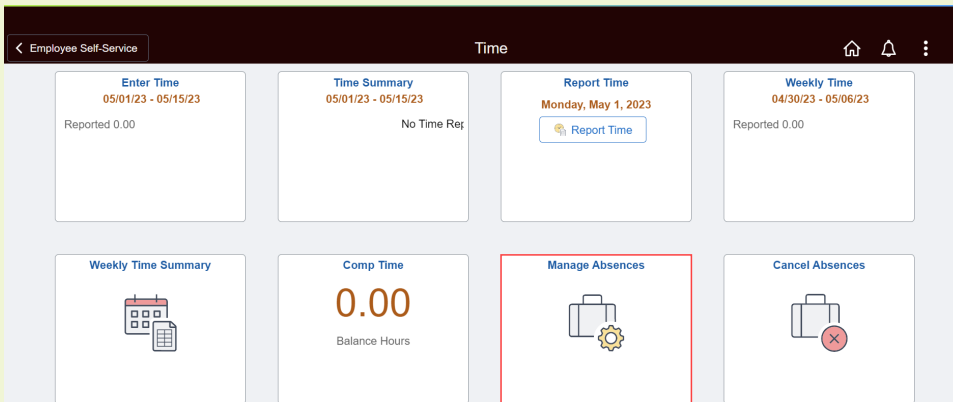 Employee Self-Service
Time
Enter Time
05/01/23 - 05/15/23
Reported 0.00
Time Summary
05/01/23 - 05/15/23
No Time Rep
Report Time
Monday, May 1, 2023
Report Time
Weekly Time
04/30/23 - 05/06/23
Reported 0.00
Weekly Time Summary
Comp Time
0.00
Balance Hours
Manage Absences
Cancel Absences